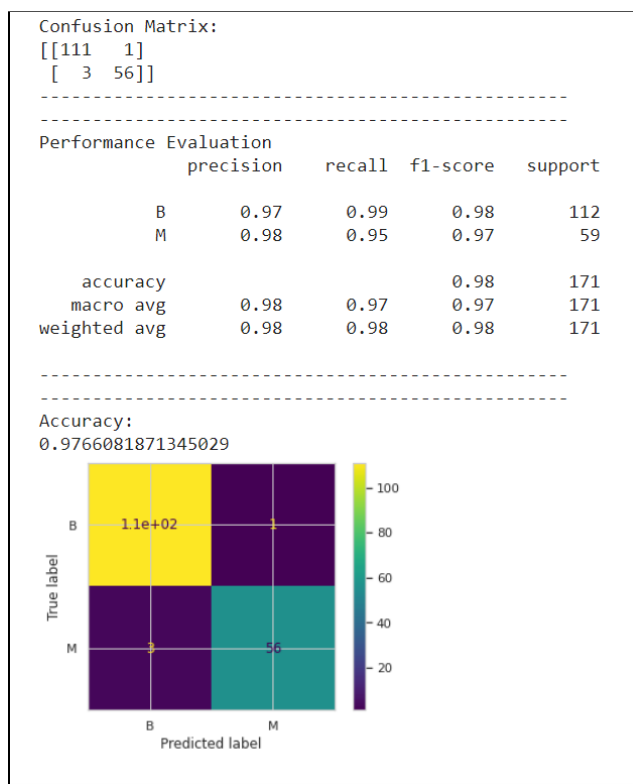 Confusion Matrix:
[[111   1]
 [  3  56]]
--------------------------------------------------
--------------------------------------------------
Performance Evaluation
              precision    recall  f1-score   support

           B       0.97      0.99      0.98       112
           M       0.98      0.95      0.97        59

    accuracy                           0.98       171
   macro avg       0.98      0.97      0.97       171
weighted avg       0.98      0.98      0.98       171

--------------------------------------------------
--------------------------------------------------
Accuracy:
0.9766081871345029
100
B 1.1e+02 1
80
60
True label
40
M 3 56
20
B M
Predicted label